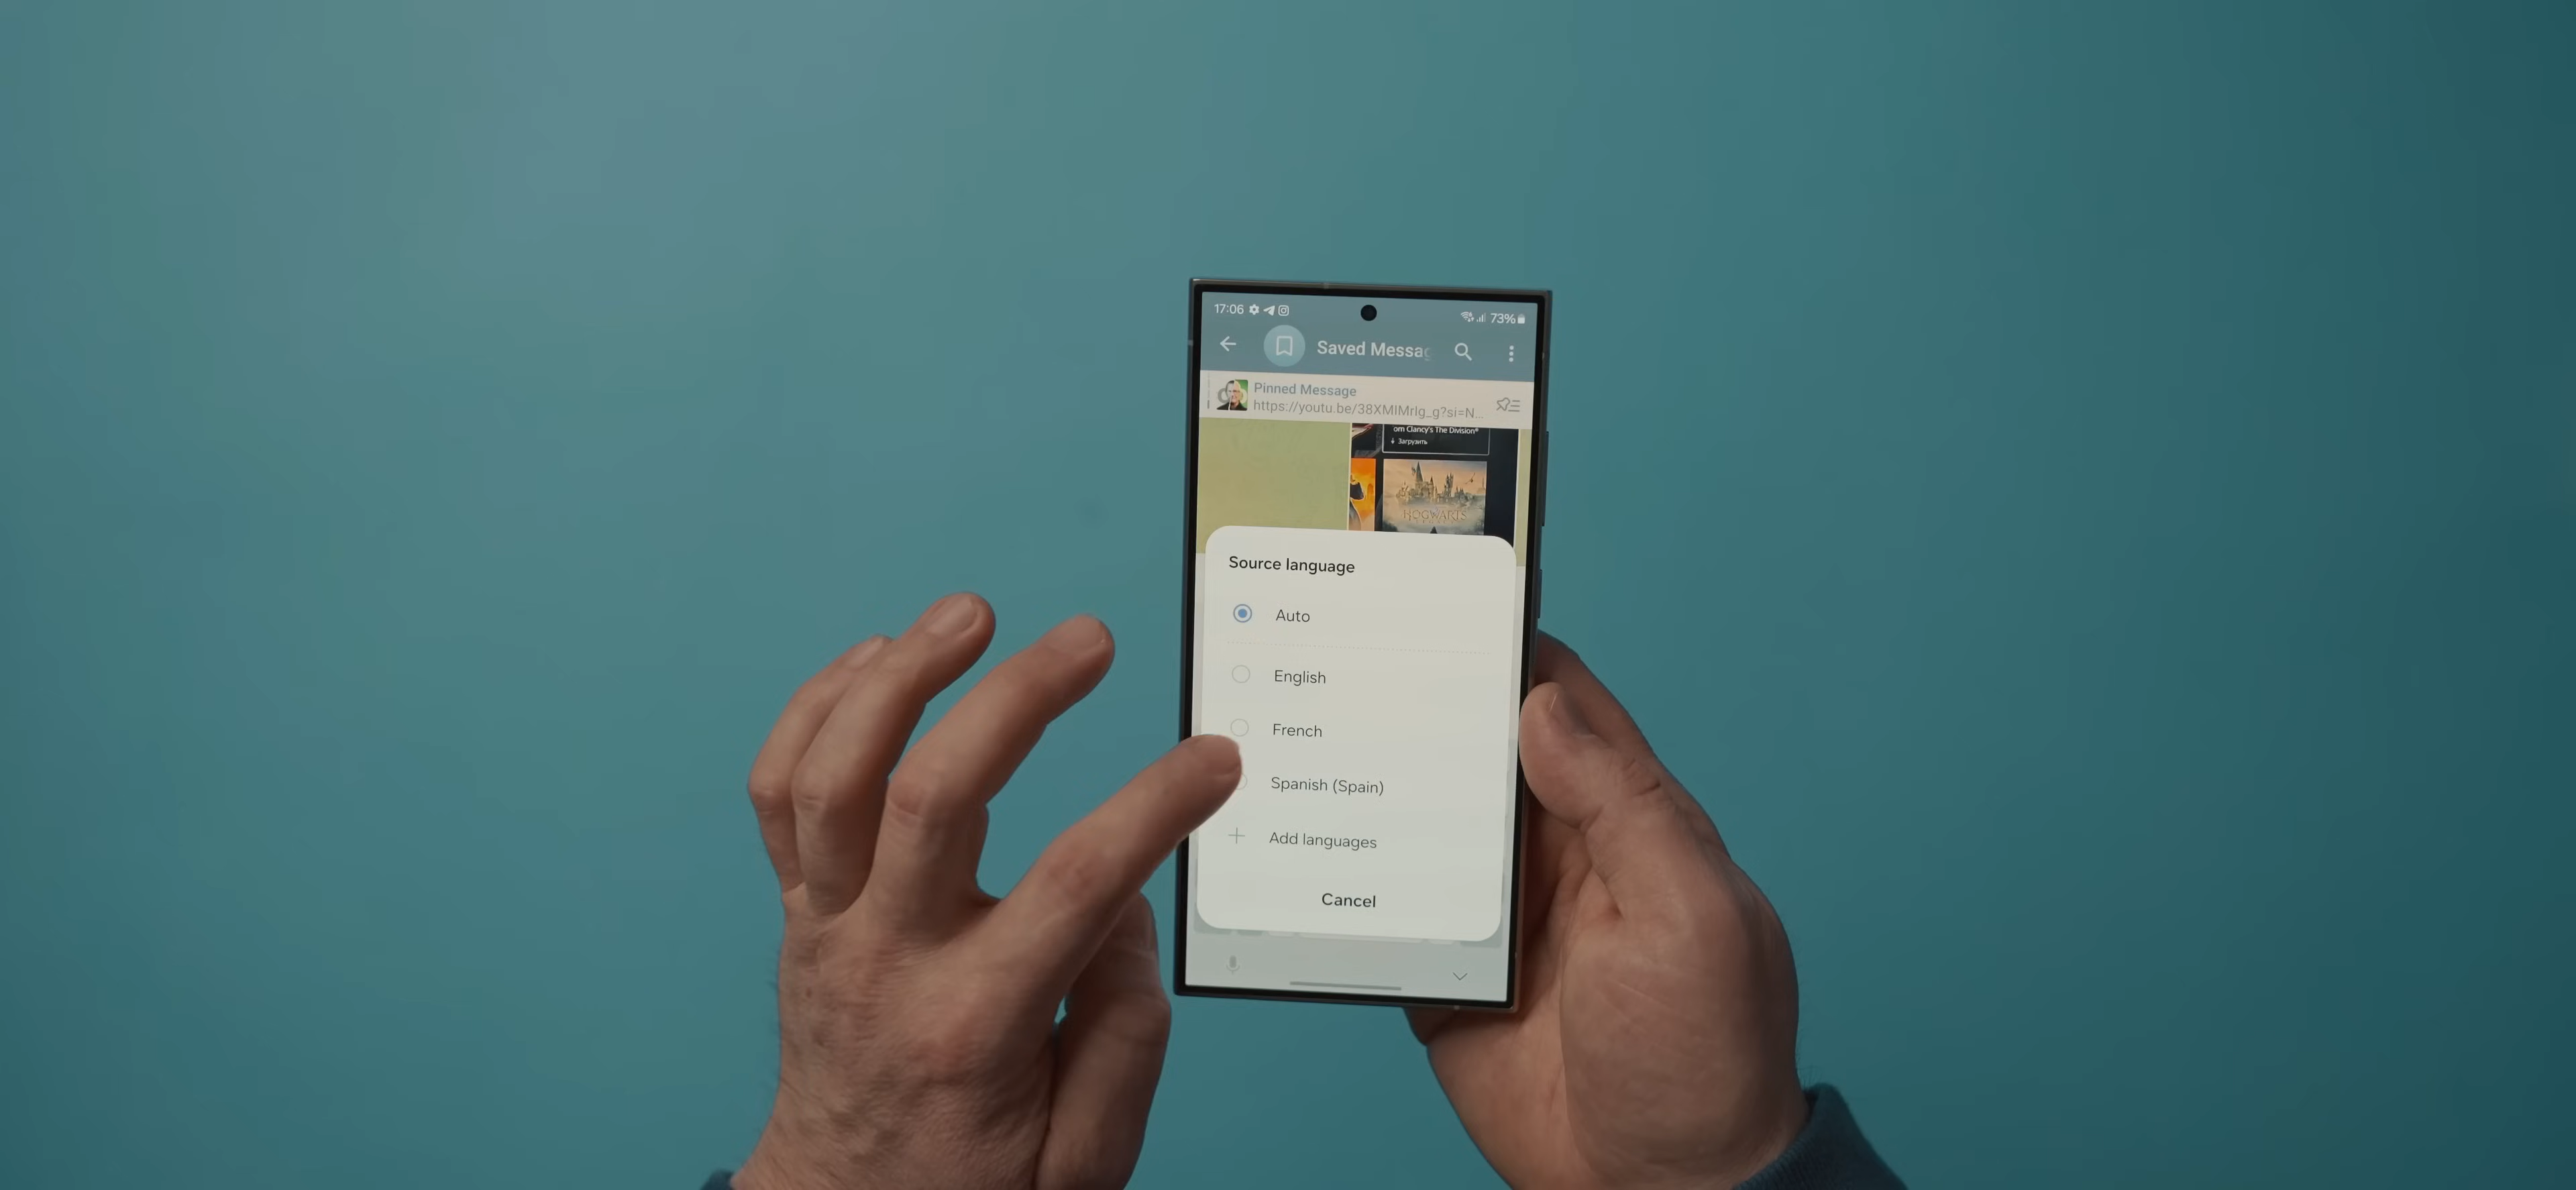 17:06 73%
Saved Messag
Pinned Message
https://youtu.be/38XMIMrIg_g?si=N...
om Clancy's The Division®
Загрузить
HOGWARTS
Source language
Auto
English
French
Spanish (Spain)
Add languages
Cancel